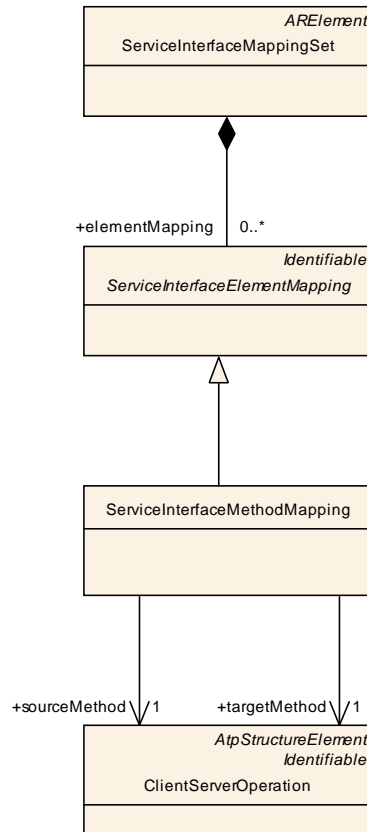 ARElement
ServiceInterfaceMappingSet
+elementMapping 0..*
Identifiable
ServiceInterfaceElementMapping
ServiceInterfaceMethodMapping
+sourceMethod 1 +targetMethod 1
AtpStructureElement
Identifiable
ClientServerOperation